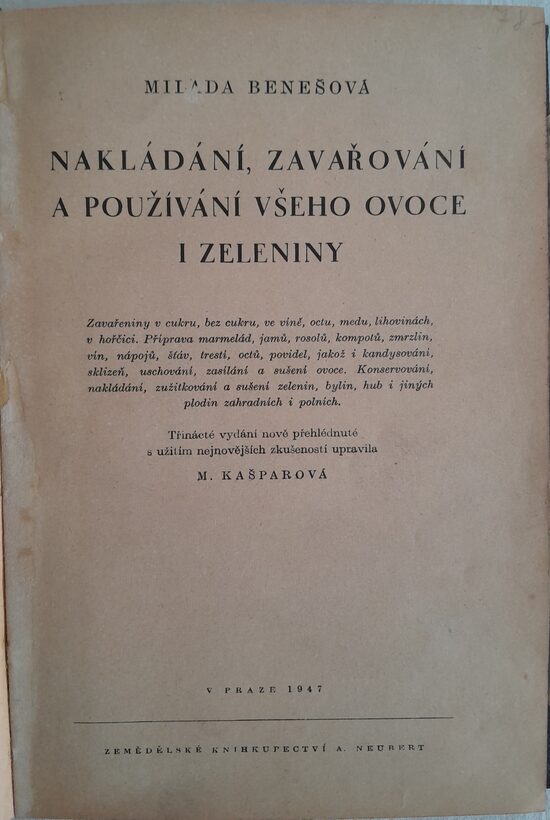 78-
MILADA BENEŠOVÁ
NAKLÁDÁNÍ, ZAVAŘOVÁNÍ
A POUŽÍVÁNÍ VŠEHO OVOCE
I ZELENINY
Zavařeniny v cukru, bez cukru, ve víně, octu, medu, lihovinách,
v hořčici. Příprava marmelád, jamů, rosolů, kompotů, zmrzlin,
vín, nápojů, šťáv, trestí, octů, povidel, jakož i kandysování,
sklizeň, uschování, zasílání a sušení ovoce. Konservování,
nakládání, zužitkování a sušení zelenin, bylin, hub i jiných
plodin zahradních i polních.
Třinácté vydání nově přehlédnuté
s užitím nejnovějších zkušeností upravila
M. KAŠPAROVÁ
V PRAZE 1947
ZEMĚDĚLSKÉ KNIHKUPECTVÍ A. NEUBERT